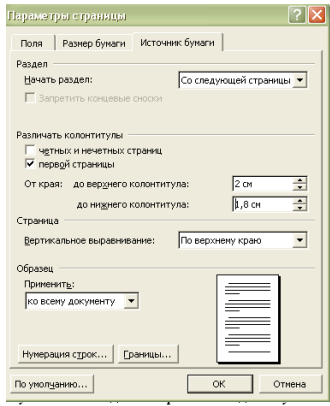 Параметры страницы
Поля Размер бумаги Источник бумаги
Раздел
Начать раздел: Со следующей страницы
Запретить концевые сноски
Различать колонтитулы
четных и нечетных страниц
первой страницы
От края: до верхнего колонтитула: 2 см
до нижнего колонтитула: 1,8 см
Страница
Вертикальное выравнивание: По верхнему краю
Образец
Применить:
ко всему документу
Нумерация строк... Границы...
По умолчанию... ОК Отмена